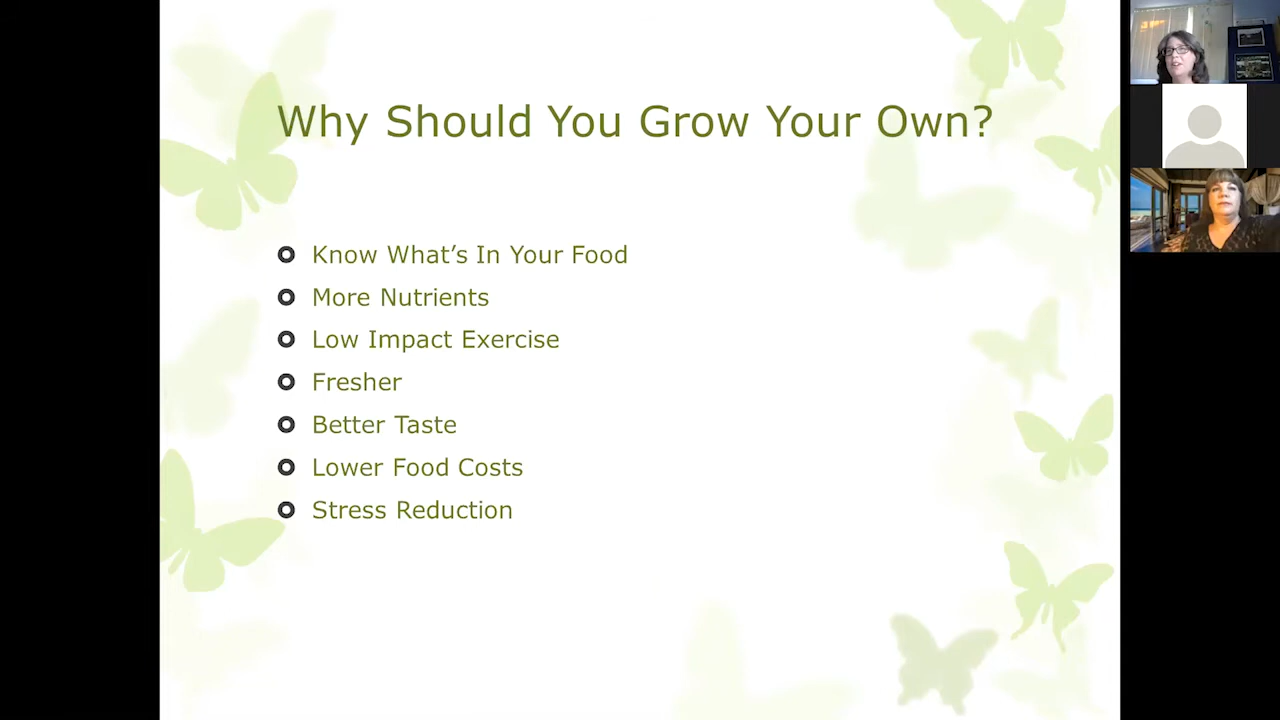 Why Should You Grow Your Own?
Know What’s In Your Food
More Nutrients
Low Impact Exercise
Fresher
Better Taste
Lower Food Costs
Stress Reduction